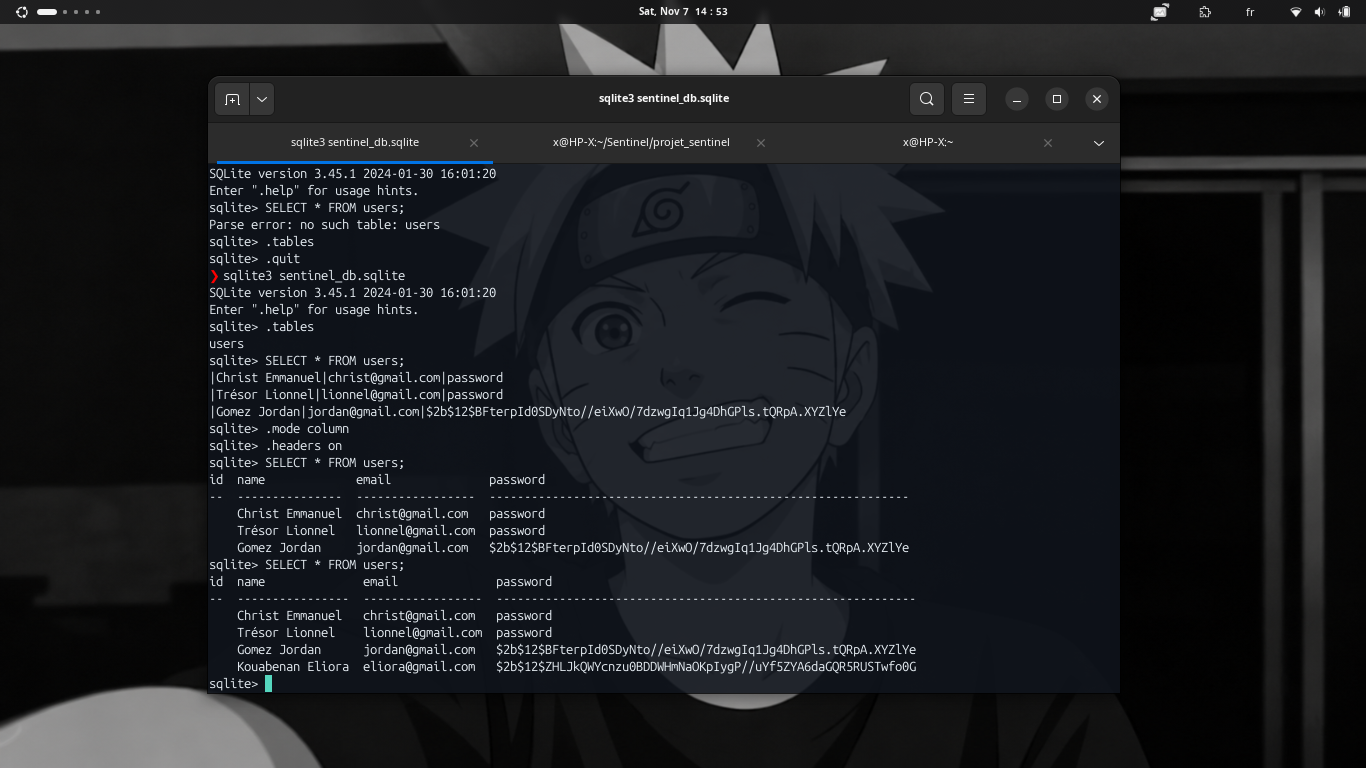 Sat, Nov 7 14 : 53
fr
sqlite3 sentinel_db.sqlite
sqlite3 sentinel_db.sqlite
x@HP-X:~/Sentinel/projet_sentinel
x@HP-X:~
SQLite version 3.45.1 2024-01-30 16:01:20
Enter ".help" for usage hints.
sqlite> SELECT * FROM users;
Parse error: no such table: users
sqlite> .tables
sqlite> .quit
❯ sqlite3 sentinel_db.sqlite
SQLite version 3.45.1 2024-01-30 16:01:20
Enter ".help" for usage hints.
sqlite> .tables
users
sqlite> SELECT * FROM users;
|Christ Emmanuel|christ@gmail.com|password
|Trésor Lionnel|lionnel@gmail.com|password
|Gomez Jordan|jordan@gmail.com|$2b$12$BFterpId0SDyNto//eiXwO/7dzwgIq1Jg4DhGPls.tQRpA.XYZlYe
sqlite> .mode column
sqlite> .headers on
sqlite> SELECT * FROM users;
id  name             email              password
--  ---------------  -----------------  ------------------------------------------------------------
    Christ Emmanuel  christ@gmail.com   password
    Trésor Lionnel   lionnel@gmail.com  password
    Gomez Jordan     jordan@gmail.com   $2b$12$BFterpId0SDyNto//eiXwO/7dzwgIq1Jg4DhGPls.tQRpA.XYZlYe
sqlite> SELECT * FROM users;
id  name              email              password
--  ----------------  -----------------  ------------------------------------------------------------
    Christ Emmanuel   christ@gmail.com   password
    Trésor Lionnel    lionnel@gmail.com  password
    Gomez Jordan      jordan@gmail.com   $2b$12$BFterpId0SDyNto//eiXwO/7dzwgIq1Jg4DhGPls.tQRpA.XYZlYe
    Kouabenan Eliora  eliora@gmail.com   $2b$12$ZHLJkQWYcnzu0BDDWHmNaOKpIygP//uYf5ZYA6daGQR5RUSTwfo0G
sqlite>